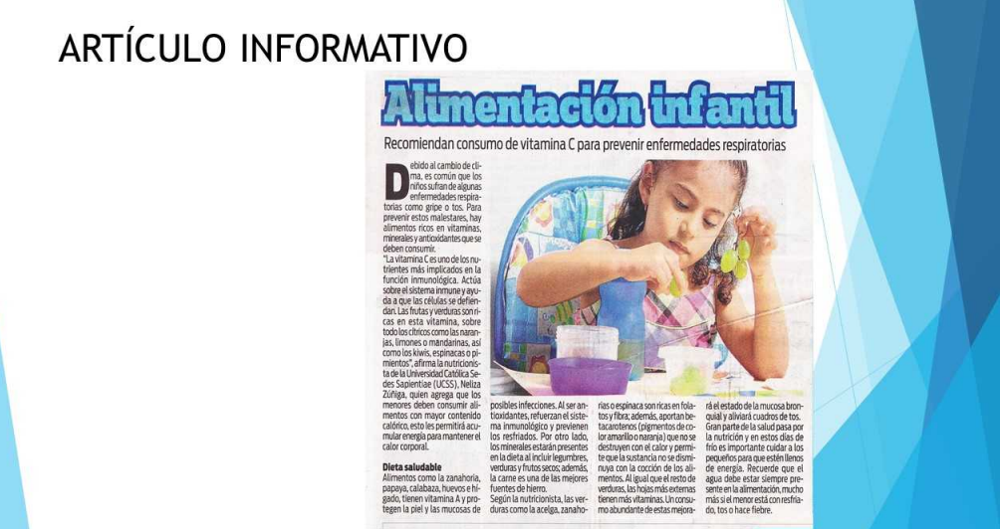 ARTÍCULO INFORMATIVO
Alimentación infantil
Recomiendan consumo de vitamina C para prevenir enfermedades respiratorias
Debido al cambio de cli-
ma, es común que los
niños sufran de algunas
enfermedades respira-
torias como gripe o tos. Para
prevenir estos malestares, hay
alimentos ricos en vitaminas,
minerales y antioxidantes que se
deben consumir.
"La vitamina C es uno de los nu-
trientes más implicados en la
función inmunológica. Actúa
sobre el sistema inmune y ayu-
da a que las células se defien-
dan. Las frutas y verduras son ri-
cas en esta vitamina, sobre
todo los cítricos como las naran-
jas, limones o mandarinas, así
como los kiwis, espinacas o pi-
mientos", afirma la nutricionis-
ta de la Universidad Católica Se-
des Sapientiae (UCSS), Neliza
Zúñiga, quien agrega que los
menores deben consumir ali-
mentos con mayor contenido
calórico, esto les permitirá acu-
mular energía para mantener el
calor corporal.
Dieta saludable
Alimentos como la zanahoria,
papaya, calabaza, huevos e hí-
gado, tienen vitamina A y pro-
tegen la piel y las mucosas de
posibles infecciones. Al ser an-
tioxidantes, refuerzan el siste-
ma inmunológico y previenen
los resfriados. Por otro lado,
los minerales estarán presentes
en la dieta al incluir legumbres,
verduras y frutos secos; además,
la carne es una de las mejores
fuentes de hierro.
Según la nutricionista, las ver-
duras como la acelga, zanaho-
rias o espinaca son ricas en fola-
tos y fibra; además, aportan be-
tacarotenos (pigmentos de co-
lor amarillo o naranja) que no se
destruyen con el calor y permi-
te que la sustancia no se dismi-
nuya con la cocción de los ali-
mentos. Al igual que el resto de
verduras, las hojas más externas
tienen más vitaminas. Un consu-
mo abundante de estas mejora-
rá el estado de la mucosa bron-
quial y aliviará cuadros de tos.
Gran parte de la salud pasa por
la nutrición y en estos días de
frío es importante cuidar a los
pequeños para que estén llenos
de energía. Recuerde que el
agua debe estar siempre pre-
sente en la alimentación, mucho
más si el menor está con resfria-
do, tos o hace fiebre.